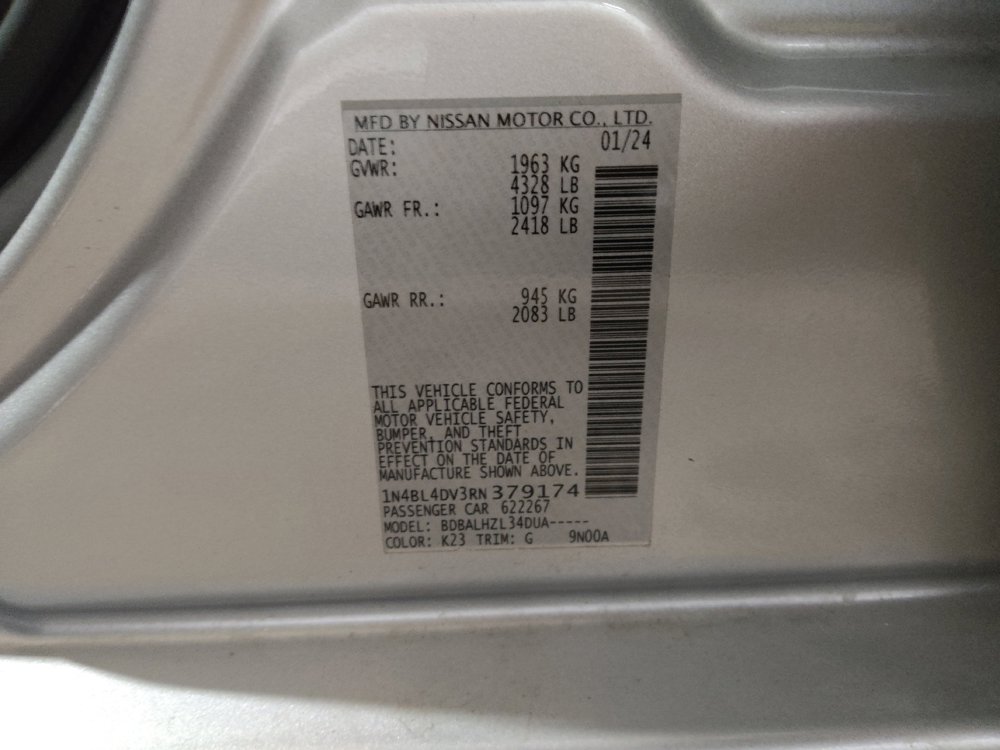 MFD BY NISSAN MOTOR CO., LTD.
DATE: 01/24
GVWR: 1963 KG
4328 LB
GAWR FR.: 1097 KG
2418 LB
GAWR RR.: 945 KG
2083 LB
THIS VEHICLE CONFORMS TO
ALL APPLICABLE FEDERAL
MOTOR VEHICLE SAFETY,
BUMPER, AND THEFT
PREVENTION STANDARDS IN
EFFECT ON THE DATE OF
MANUFACTURE SHOWN ABOVE.
1N4BL4DV3RN379174
PASSENGER CAR 622267
MODEL: BDBALHZL34DUA-----
COLOR: K23 TRIM: G 9N00A